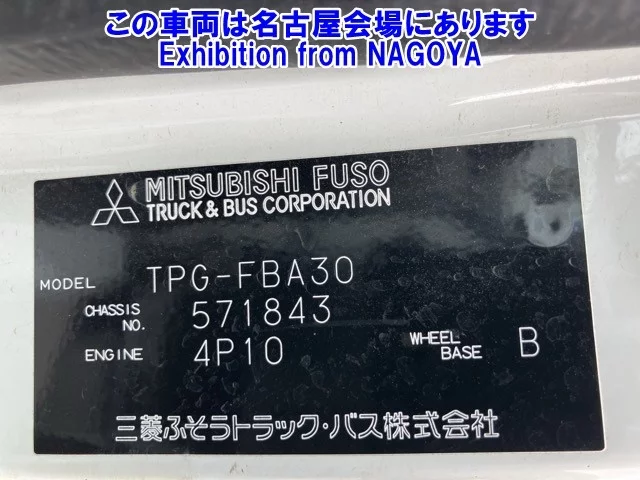 この車両は名古屋会場にあります
Exhibition from NAGOYA
MITSUBISHI FUSO
TRUCK & BUS CORPORATION
MODEL TPG-FBA30
CHASSIS NO. 571843
ENGINE 4P10 WHEEL BASE B
三菱ふそうトラック・バス株式会社